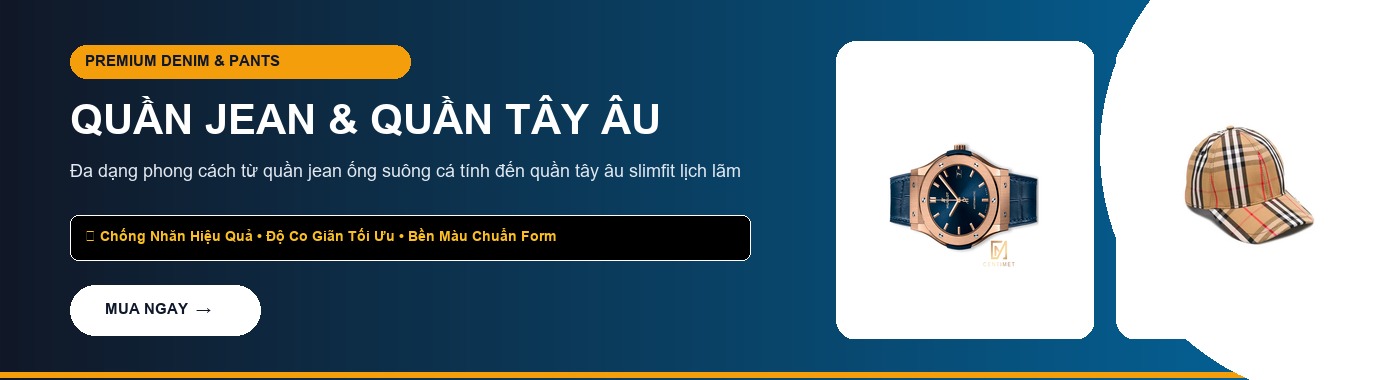 PREMIUM DENIM & PANTS
QUẦN JEAN & QUẦN TÂY ÂU
Đa dạng phong cách từ quần jean ống suông cá tính đến quần tây âu slimfit lịch lãm
Chống Nhăn Hiệu Quả • Độ Co Giãn Tối Ưu • Bền Màu Chuẩn Form
MUA NGAY →